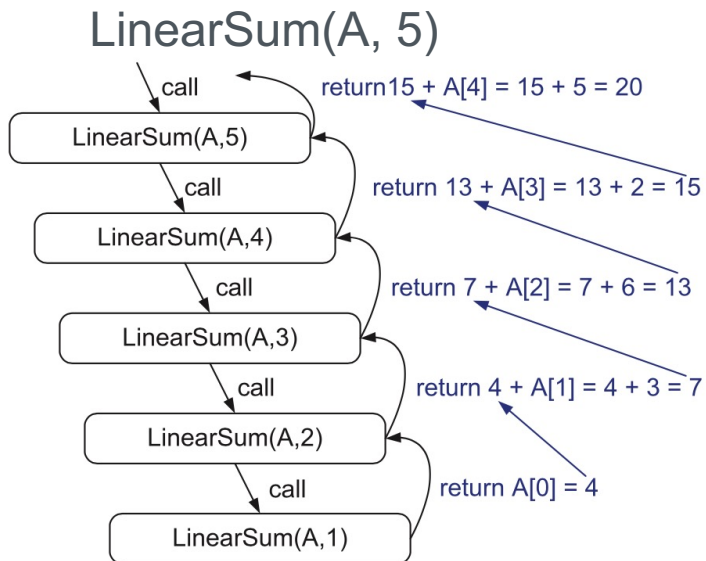 LinearSum(A, 5)
call
return15 + A[4] = 15 + 5 = 20
LinearSum(A,5)
call
return 13 + A[3] = 13 + 2 = 15
LinearSum(A,4)
call
return 7 + A[2] = 7 + 6 = 13
LinearSum(A,3)
call
return 4 + A[1] = 4 + 3 = 7
LinearSum(A,2)
call
return A[0] = 4
LinearSum(A,1)